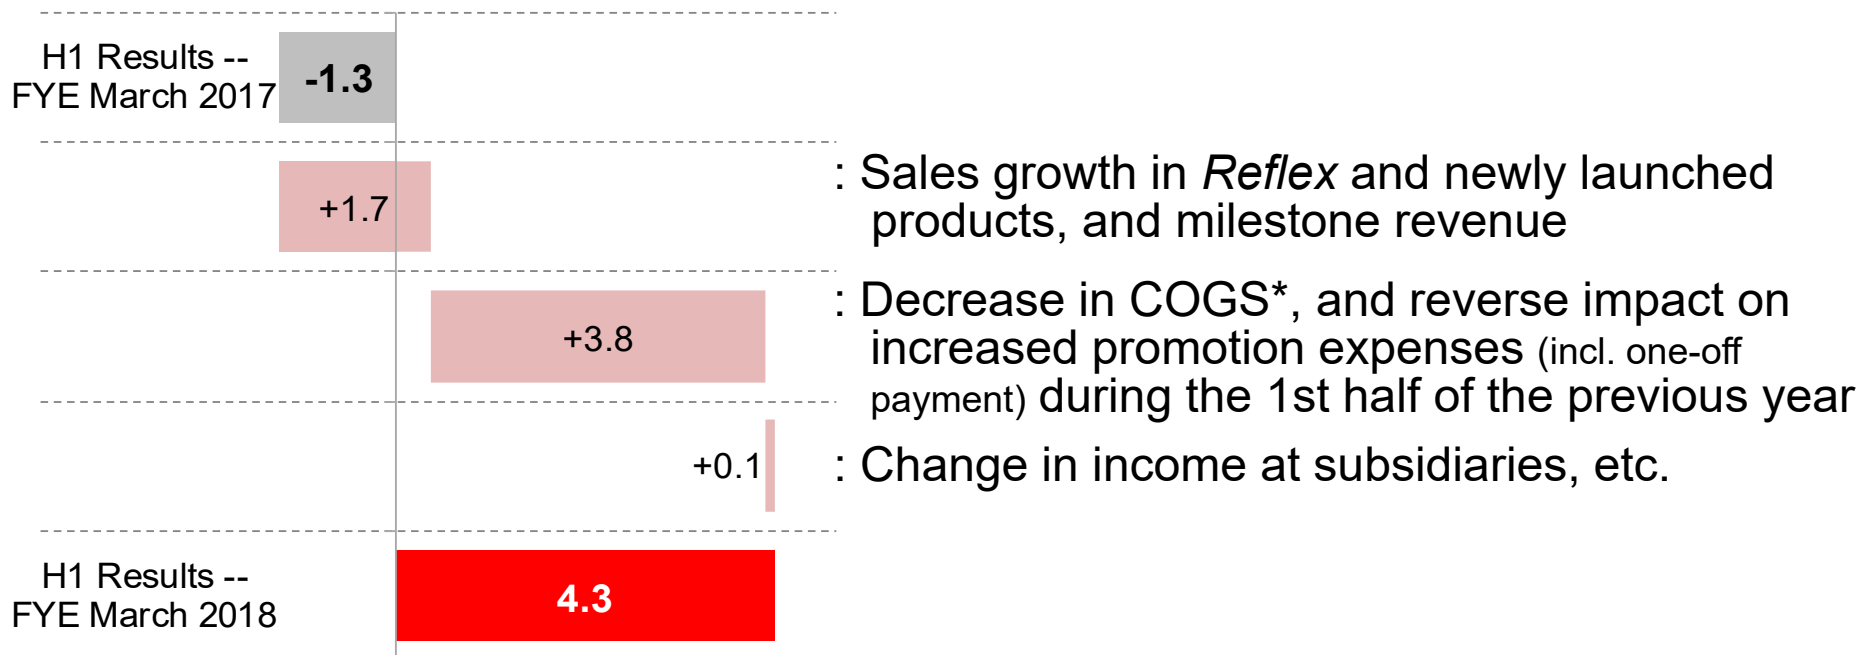 H1 Results --
FYE March 2017
-1.3
+1.7
: Sales growth in Reflex and newly launched
products, and milestone revenue
+3.8
: Decrease in COGS*, and reverse impact on
increased promotion expenses (incl. one-off
payment) during the 1st half of the previous year
+0.1
: Change in income at subsidiaries, etc.
H1 Results --
FYE March 2018
4.3